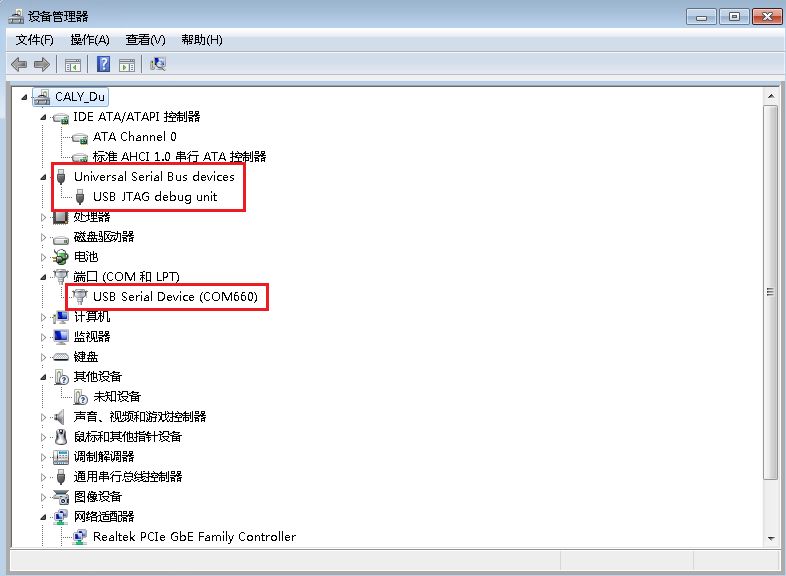 设备管理器
文件(F) 操作(A) 查看(V) 帮助(H)
CALY_Du
IDE ATA/ATAPI 控制器
ATA Channel 0
标准 AHCI 1.0 串行 ATA 控制器
Universal Serial Bus devices
USB JTAG debug unit
处理器
磁盘驱动器
电池
端口 (COM 和 LPT)
USB Serial Device (COM660)
计算机
监视器
键盘
其他设备
未知设备
声音、视频和游戏控制器
鼠标和其他指针设备
调制解调器
通用串行总线控制器
图像设备
网络适配器
Realtek PCIe GbE Family Controller